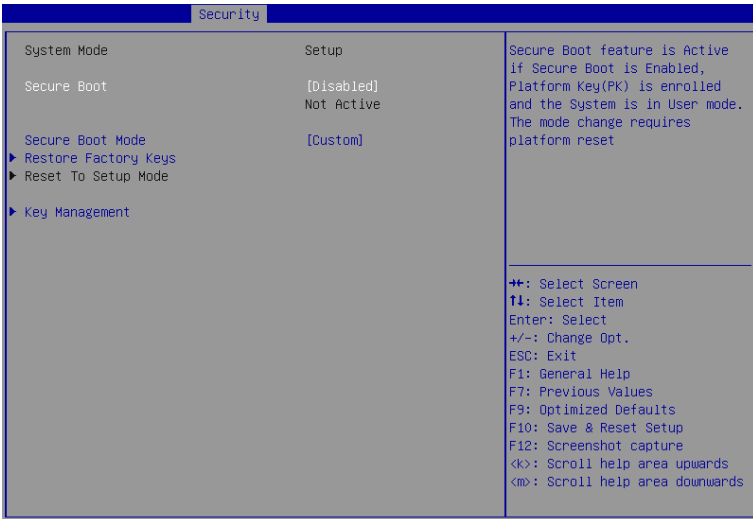 Security
System Mode Setup
Secure Boot [Disabled]
Not Active
Secure Boot Mode [Custom]
Restore Factory Keys
Reset To Setup Mode
Key Management
Secure Boot feature is Active
if Secure Boot is Enabled,
Platform Key(PK) is enrolled
and the System is in User mode.
The mode change requires
platform reset
→←: Select Screen
↑↓: Select Item
Enter: Select
+/-: Change Opt.
ESC: Exit
F1: General Help
F7: Previous Values
F9: Optimized Defaults
F10: Save & Reset Setup
F12: Screenshot capture
<k>: Scroll help area upwards
<m>: Scroll help area downwards